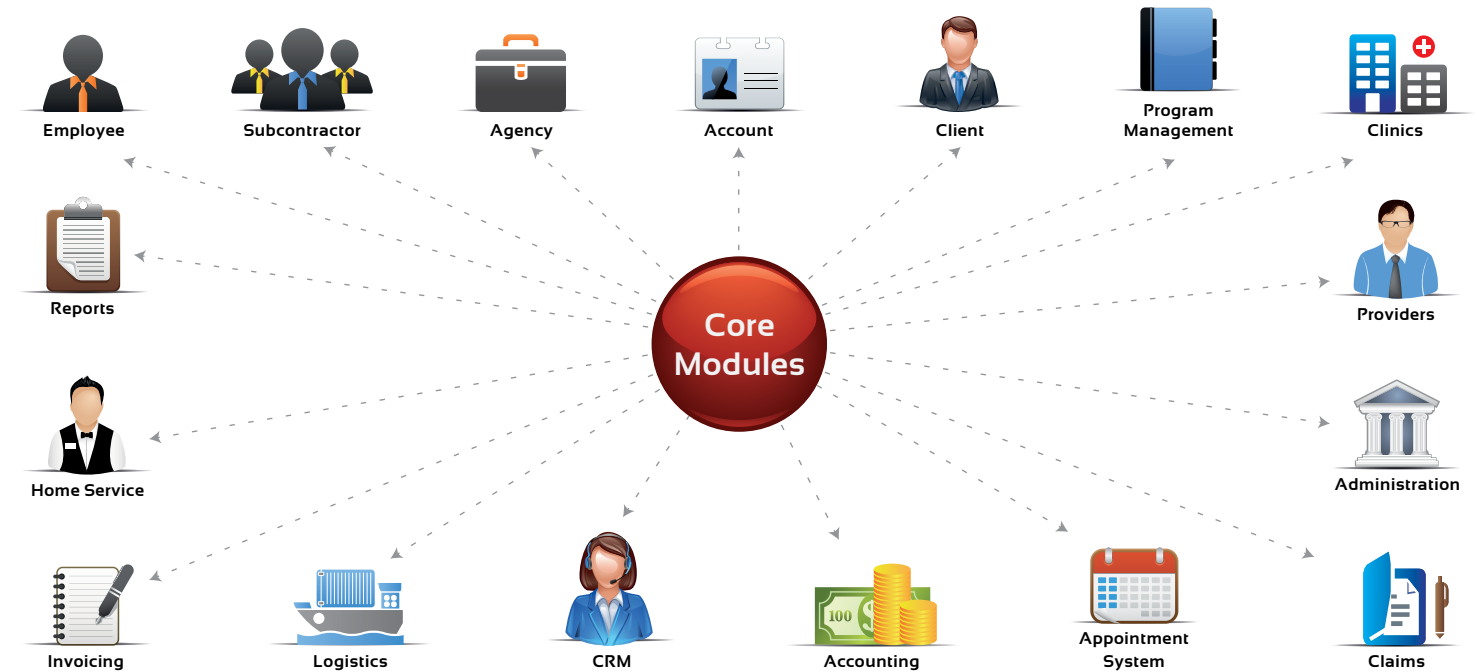 Employee
Subcontractor
Agency
Account
Client
Program
Management
Clinics
Reports
Providers
Core
Modules
Home Service
Administration
100
Invoicing
Logistics
CRM
Accounting
Appointment
System
Claims